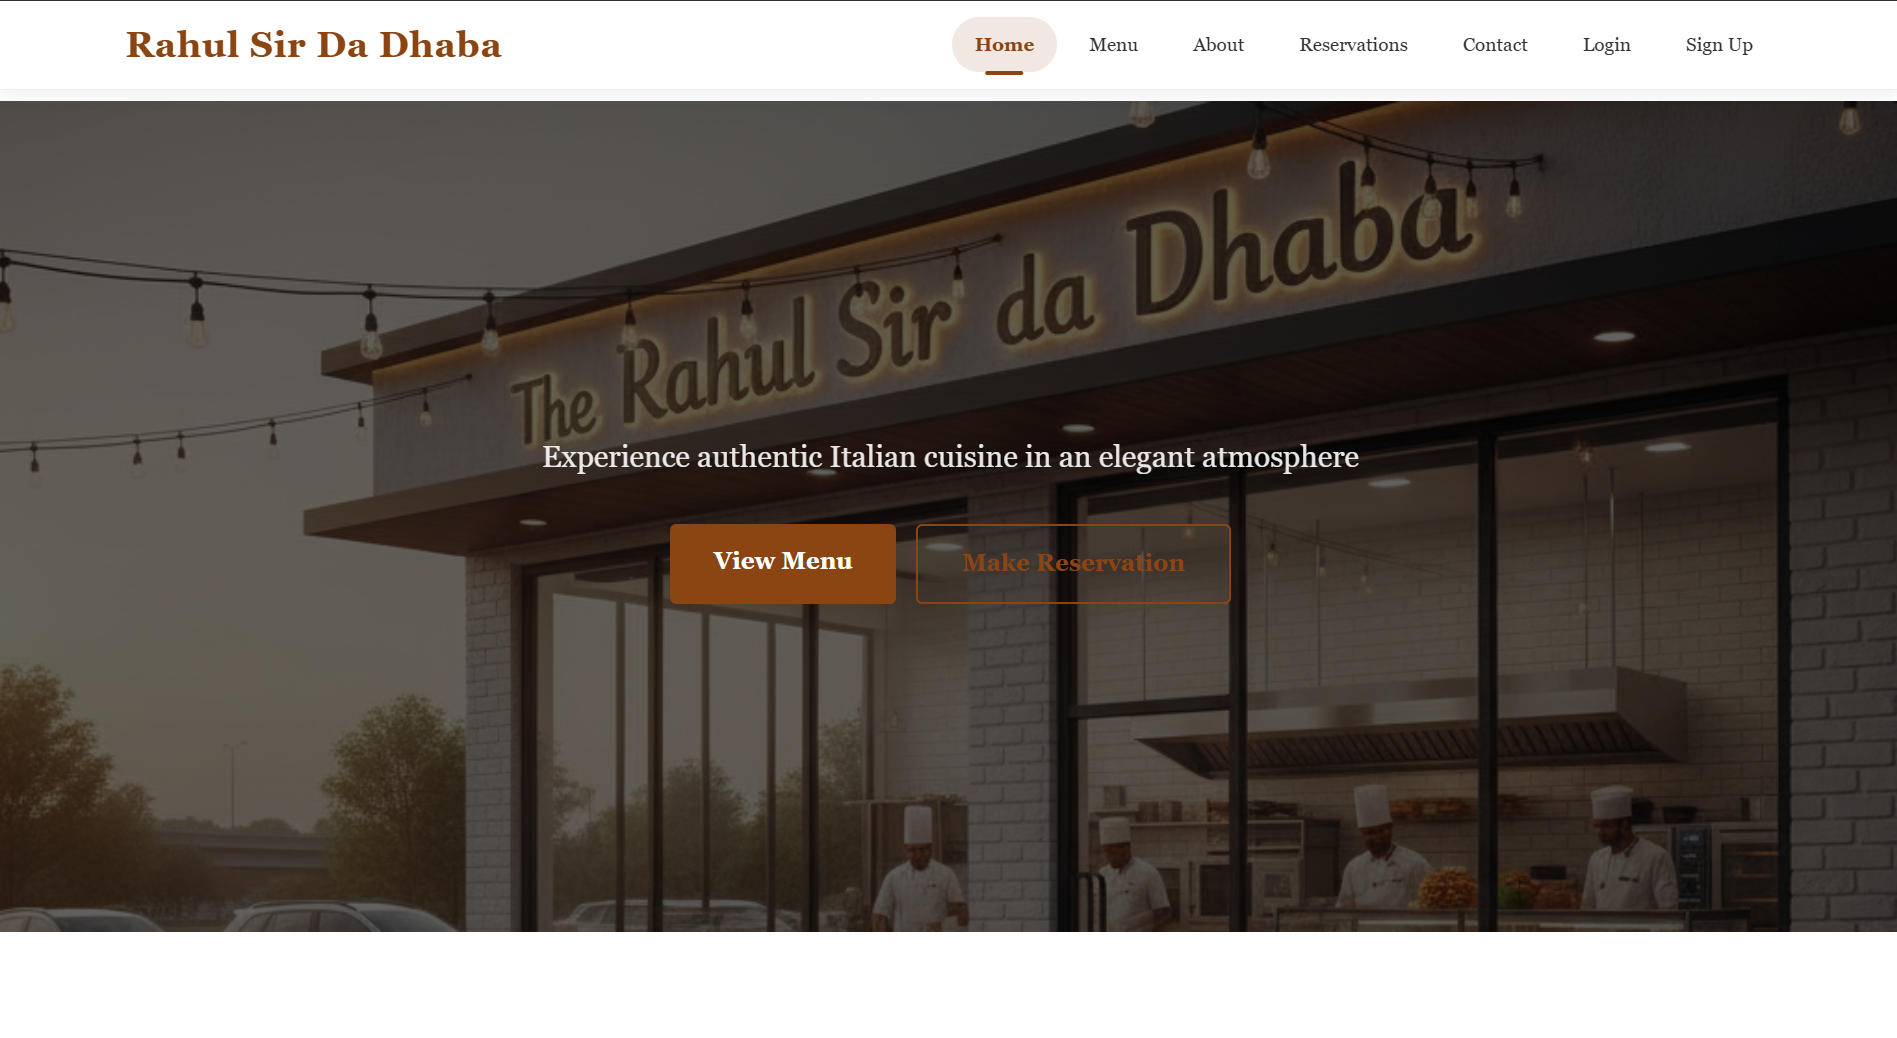 Rahul Sir Da Dhaba
Home Menu About Reservations Contact Login Sign Up
The Rahul Sir da Dhaba
Experience authentic Italian cuisine in an elegant atmosphere
View Menu Make Reservation